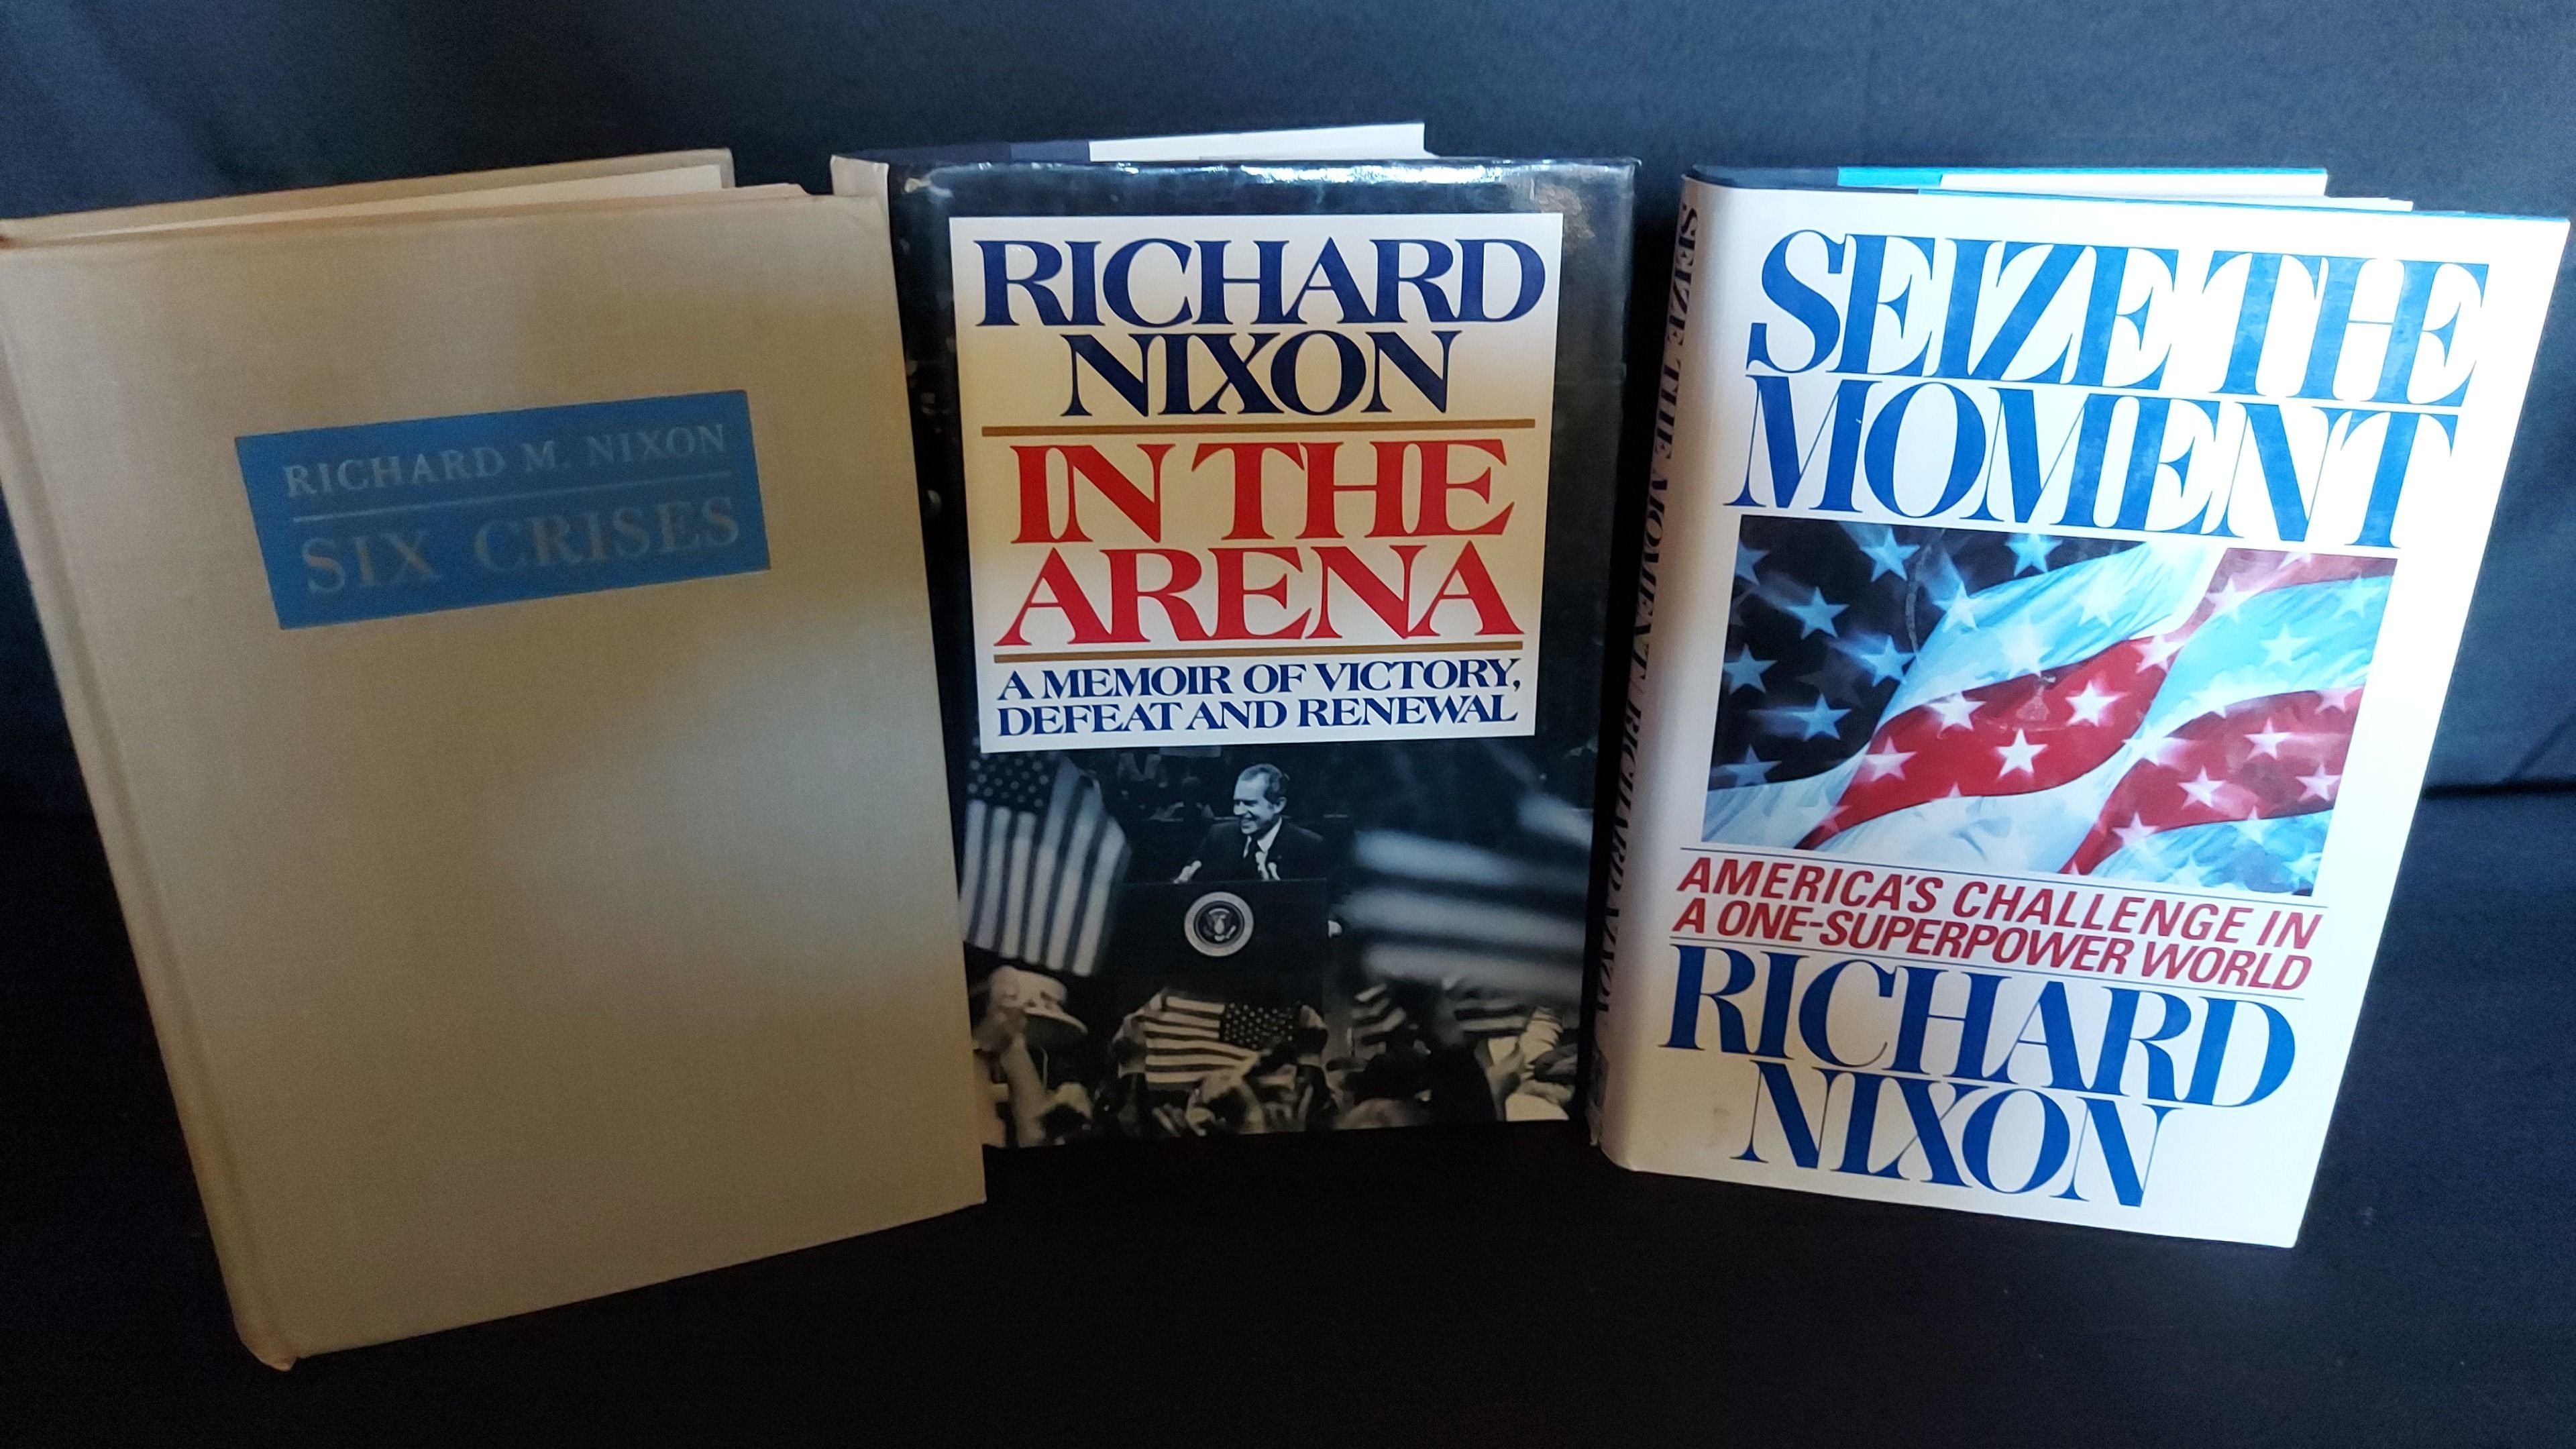 RICHARD M. NIXON
SIX CRISES
RICHARD
NIXON
IN THE
ARENA
A MEMOIR OF VICTORY,
DEFEAT AND RENEWAL
SEIZE THE MOMENT RICHARD NIXON
SEIZE THE
MOMENT
AMERICA'S CHALLENGE IN
A ONE-SUPERPOWER WORLD
RICHARD
NIXON